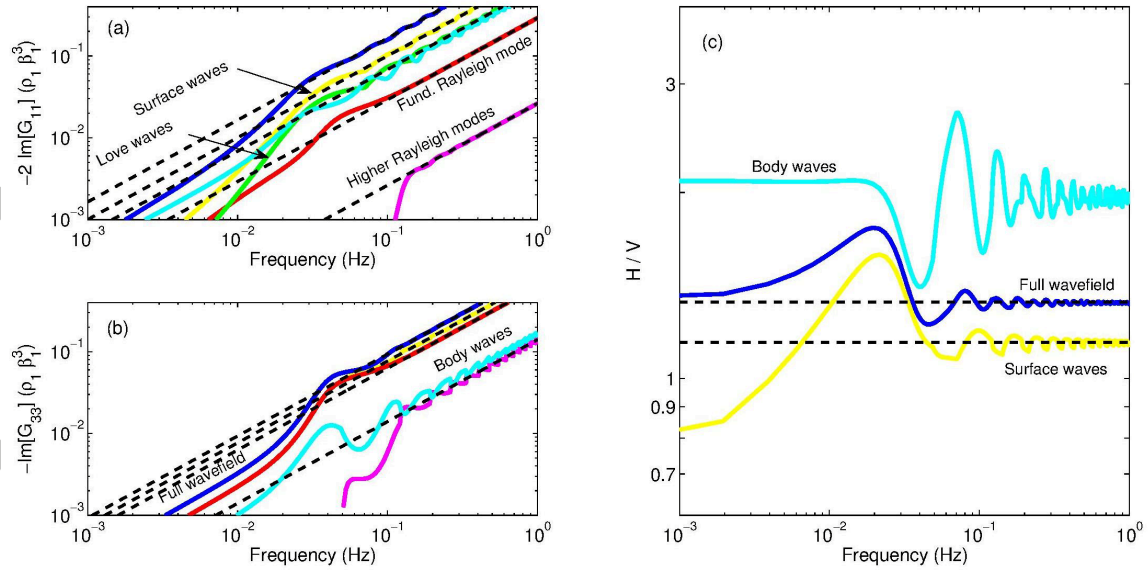 (a)
−2 Im[G₁₁] (ρ₁ β₁³)
10⁻¹
10⁻²
10⁻³
Surface waves
Love waves
Fund. Rayleigh mode
Higher Rayleigh modes
10⁻³ 10⁻² 10⁻¹ 10⁰
Frequency (Hz)
(b)
−Im[G₃₃] (ρ₁ β₁³)
10⁻¹
10⁻²
10⁻³
Body waves
Full wavefield
10⁻³ 10⁻² 10⁻¹ 10⁰
Frequency (Hz)
(c)
H / V
3
1
0.9
0.7
Body waves
Full wavefield
Surface waves
10⁻³ 10⁻² 10⁻¹ 10⁰
Frequency (Hz)